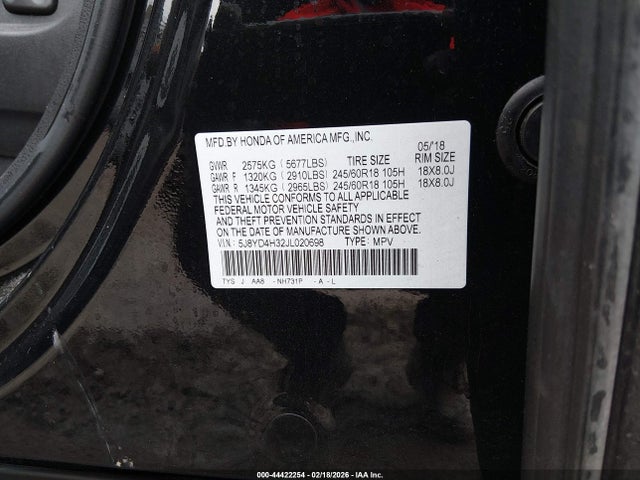 MFD.BY HONDA OF AMERICA MFG.,INC. 05/18
GVWR 2575KG ( 5677LBS) TIRE SIZE RIM SIZE
GAWR F 1320KG ( 2910LBS) 245/60R18 105H 18X8.0J
GAWR R 1345KG ( 2965LBS) 245/60R18 105H 18X8.0J
THIS VEHICLE CONFORMS TO ALL APPLICABLE
FEDERAL MOTOR VEHICLE SAFETY
AND THEFT PREVENTION STANDARDS IN EFFECT
ON THE DATE OF MANUFACTURE SHOWN ABOVE.
V.I.N.: 5J8YD4H32JL020698 TYPE: MPV
TYS J AA8 -NH731P -A-L
000-44422254 - 02/18/2026 - IAA Inc.